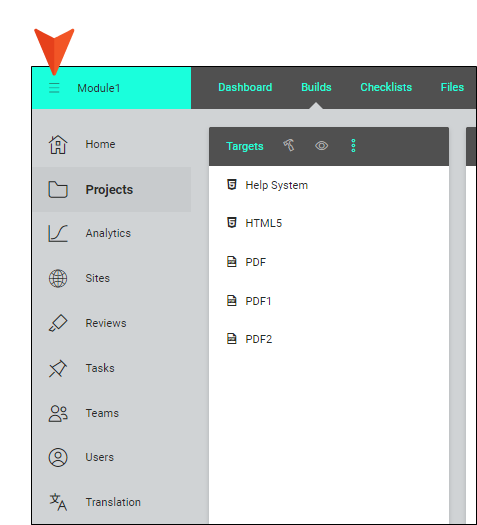 Module1
Dashboard Builds Checklists Files
Home
Projects
Analytics
Sites
Reviews
Tasks
Teams
Users
Translation
Targets
Help System
HTML5
PDF
PDF1
PDF2